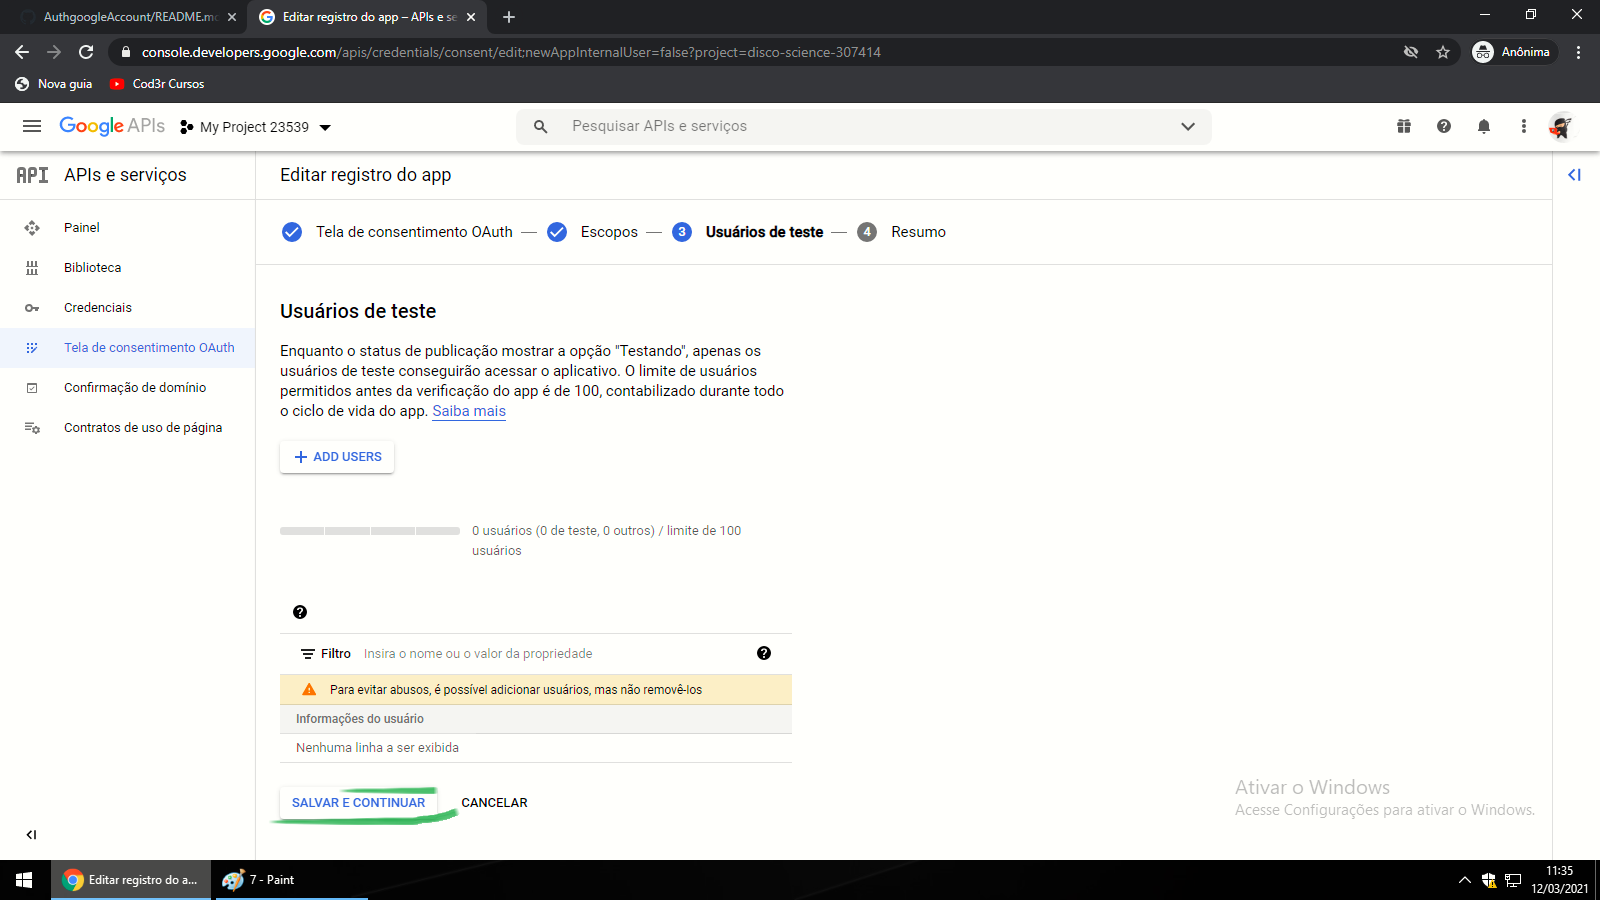 AuthgoogleAccount/README.m
Editar registro do app – APIs e se
console.developers.google.com/apis/credentials/consent/edit;newAppInternalUser=false?project=disco-science-307414
Anônima
Nova guia
Cod3r Cursos
Google APIs
My Project 23539
Pesquisar APIs e serviços
API APIs e serviços
Editar registro do app
Painel
Biblioteca
Credenciais
Tela de consentimento OAuth
Confirmação de domínio
Contratos de uso de página
Tela de consentimento OAuth — Escopos — 3 Usuários de teste — 4 Resumo
Usuários de teste
Enquanto o status de publicação mostrar a opção "Testando", apenas os
usuários de teste conseguirão acessar o aplicativo. O limite de usuários
permitidos antes da verificação do app é de 100, contabilizado durante todo
o ciclo de vida do app. Saiba mais
ADD USERS
0 usuários (0 de teste, 0 outros) / limite de 100
usuários
Filtro Insira o nome ou o valor da propriedade
Para evitar abusos, é possível adicionar usuários, mas não removê-los
Informações do usuário
Nenhuma linha a ser exibida
SALVAR E CONTINUAR CANCELAR
Ativar o Windows
Acesse Configurações para ativar o Windows.
Editar registro do a...
7 - Paint
11:35
12/03/2021